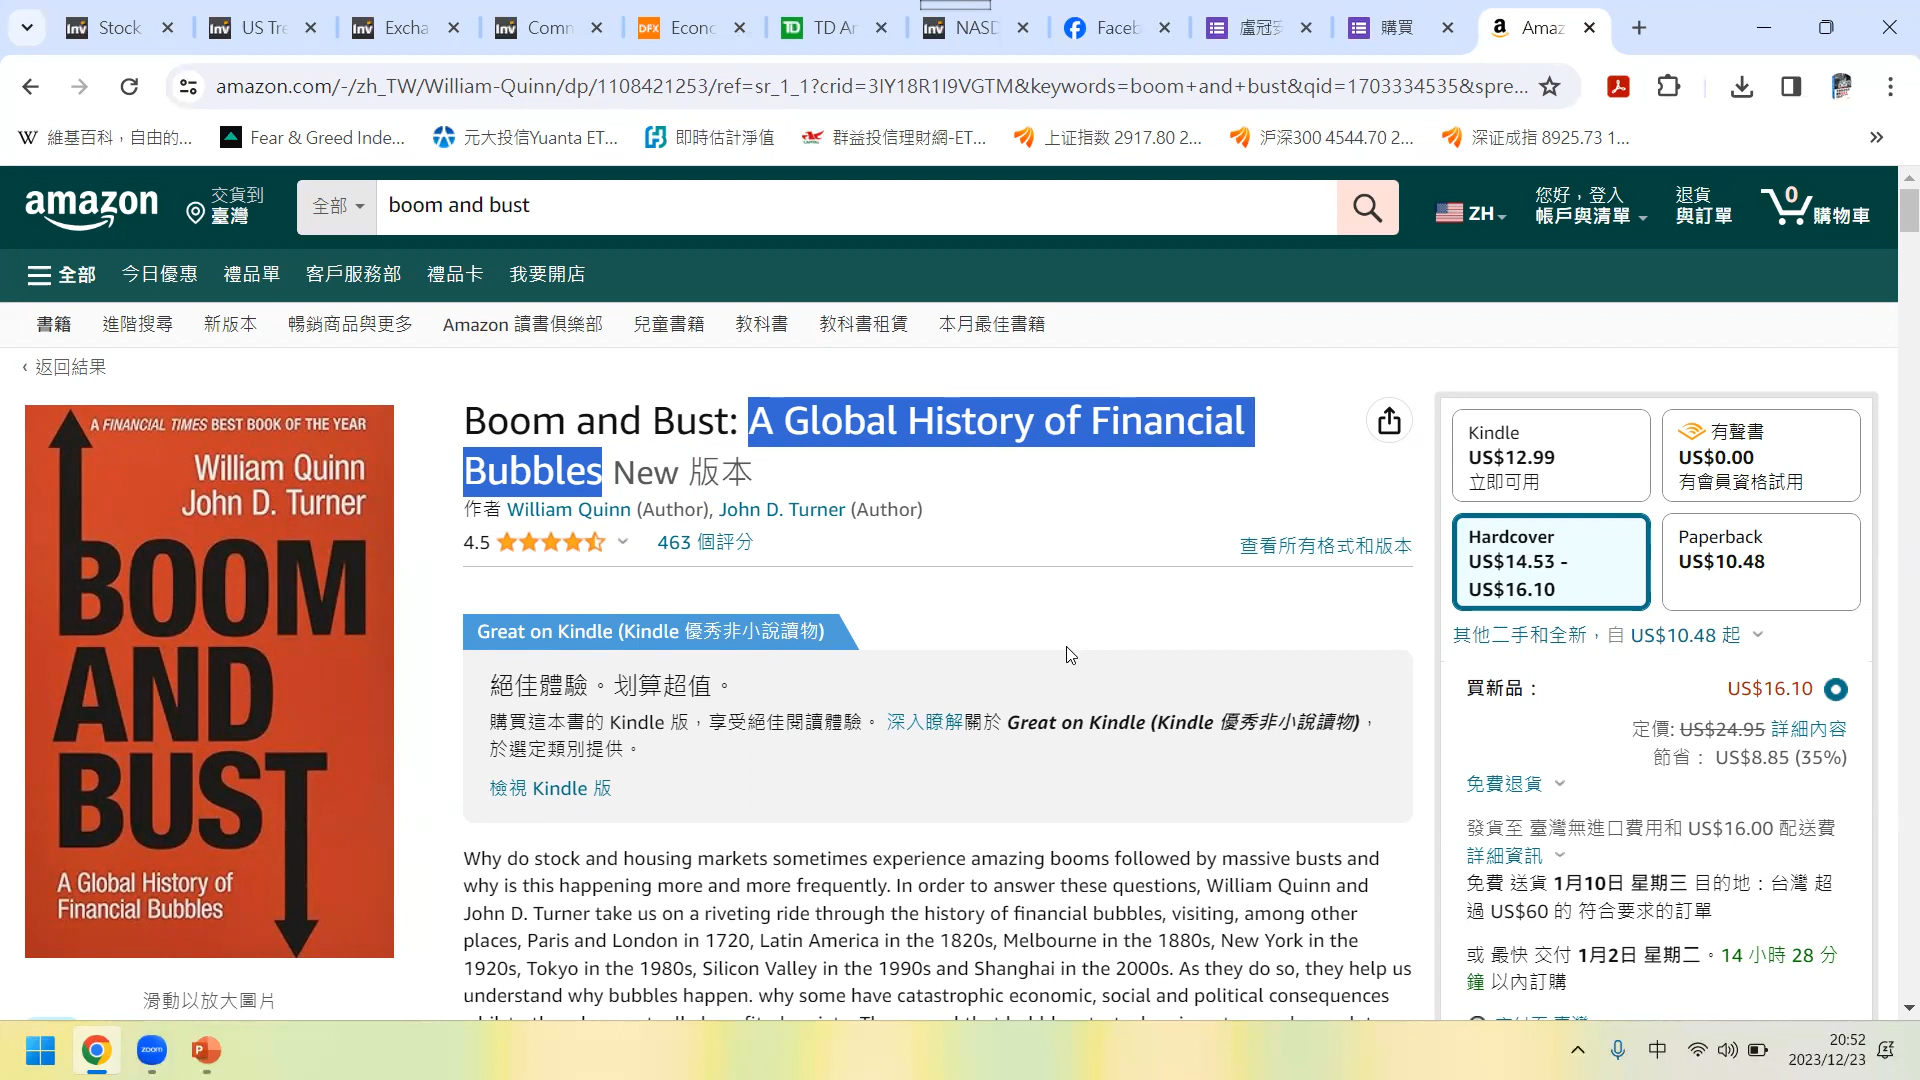 Stock
US Tre
Excha
Comn
Econc
TD Ar
NASD
Faceb
盧冠安
購買
Amaz
amazon.com/-/zh_TW/William-Quinn/dp/1108421253/ref=sr_1_1?crid=3IY18R1I9VGTM&keywords=boom+and+bust&qid=1703334535&spre...
維基百科，自由的...
Fear & Greed Inde...
元大投信Yuanta ET...
即時估計淨值
群益投信理財網-ET...
上证指数 2917.80 2...
沪深300 4544.70 2...
深证成指 8925.73 1...
amazon
交貨到
臺灣
全部
boom and bust
ZH
您好，登入
帳戶與清單
退貨
與訂單
0
購物車
全部
今日優惠
禮品單
客戶服務部
禮品卡
我要開店
書籍
進階搜尋
新版本
暢銷商品與更多
Amazon 讀書俱樂部
兒童書籍
教科書
教科書租賃
本月最佳書籍
‹ 返回結果
A FINANCIAL TIMES BEST BOOK OF THE YEAR
William Quinn
John D. Turner
BOOM
AND
BUST
A Global History of
Financial Bubbles
滑動以放大圖片
Boom and Bust: A Global History of Financial
Bubbles New 版本
作者 William Quinn (Author), John D. Turner (Author)
4.5
463 個評分
查看所有格式和版本
Great on Kindle (Kindle 優秀非小說讀物)
絕佳體驗。划算超值。
購買這本書的 Kindle 版，享受絕佳閱讀體驗。 深入瞭解關於 Great on Kindle (Kindle 優秀非小說讀物)，
於選定類別提供。
檢視 Kindle 版
Why do stock and housing markets sometimes experience amazing booms followed by massive busts and
why is this happening more and more frequently. In order to answer these questions, William Quinn and
John D. Turner take us on a riveting ride through the history of financial bubbles, visiting, among other
places, Paris and London in 1720, Latin America in the 1820s, Melbourne in the 1880s, New York in the
1920s, Tokyo in the 1980s, Silicon Valley in the 1990s and Shanghai in the 2000s. As they do so, they help us
understand why bubbles happen. why some have catastrophic economic, social and political consequences
Kindle
US$12.99
立即可用
有聲書
US$0.00
有會員資格試用
Hardcover
US$14.53 -
US$16.10
Paperback
US$10.48
其他二手和全新，自 US$10.48 起
買新品：
US$16.10
定價: US$24.95 詳細內容
節省： US$8.85 (35%)
免費退貨
發貨至 臺灣無進口費用和 US$16.00 配送費
詳細資訊
免費 送貨 1月10日 星期三 目的地：台灣 超
過 US$60 的 符合要求的訂單
或 最快 交付 1月2日 星期二。14 小時 28 分
鐘 以內訂購
zoom
中
20:52
2023/12/23